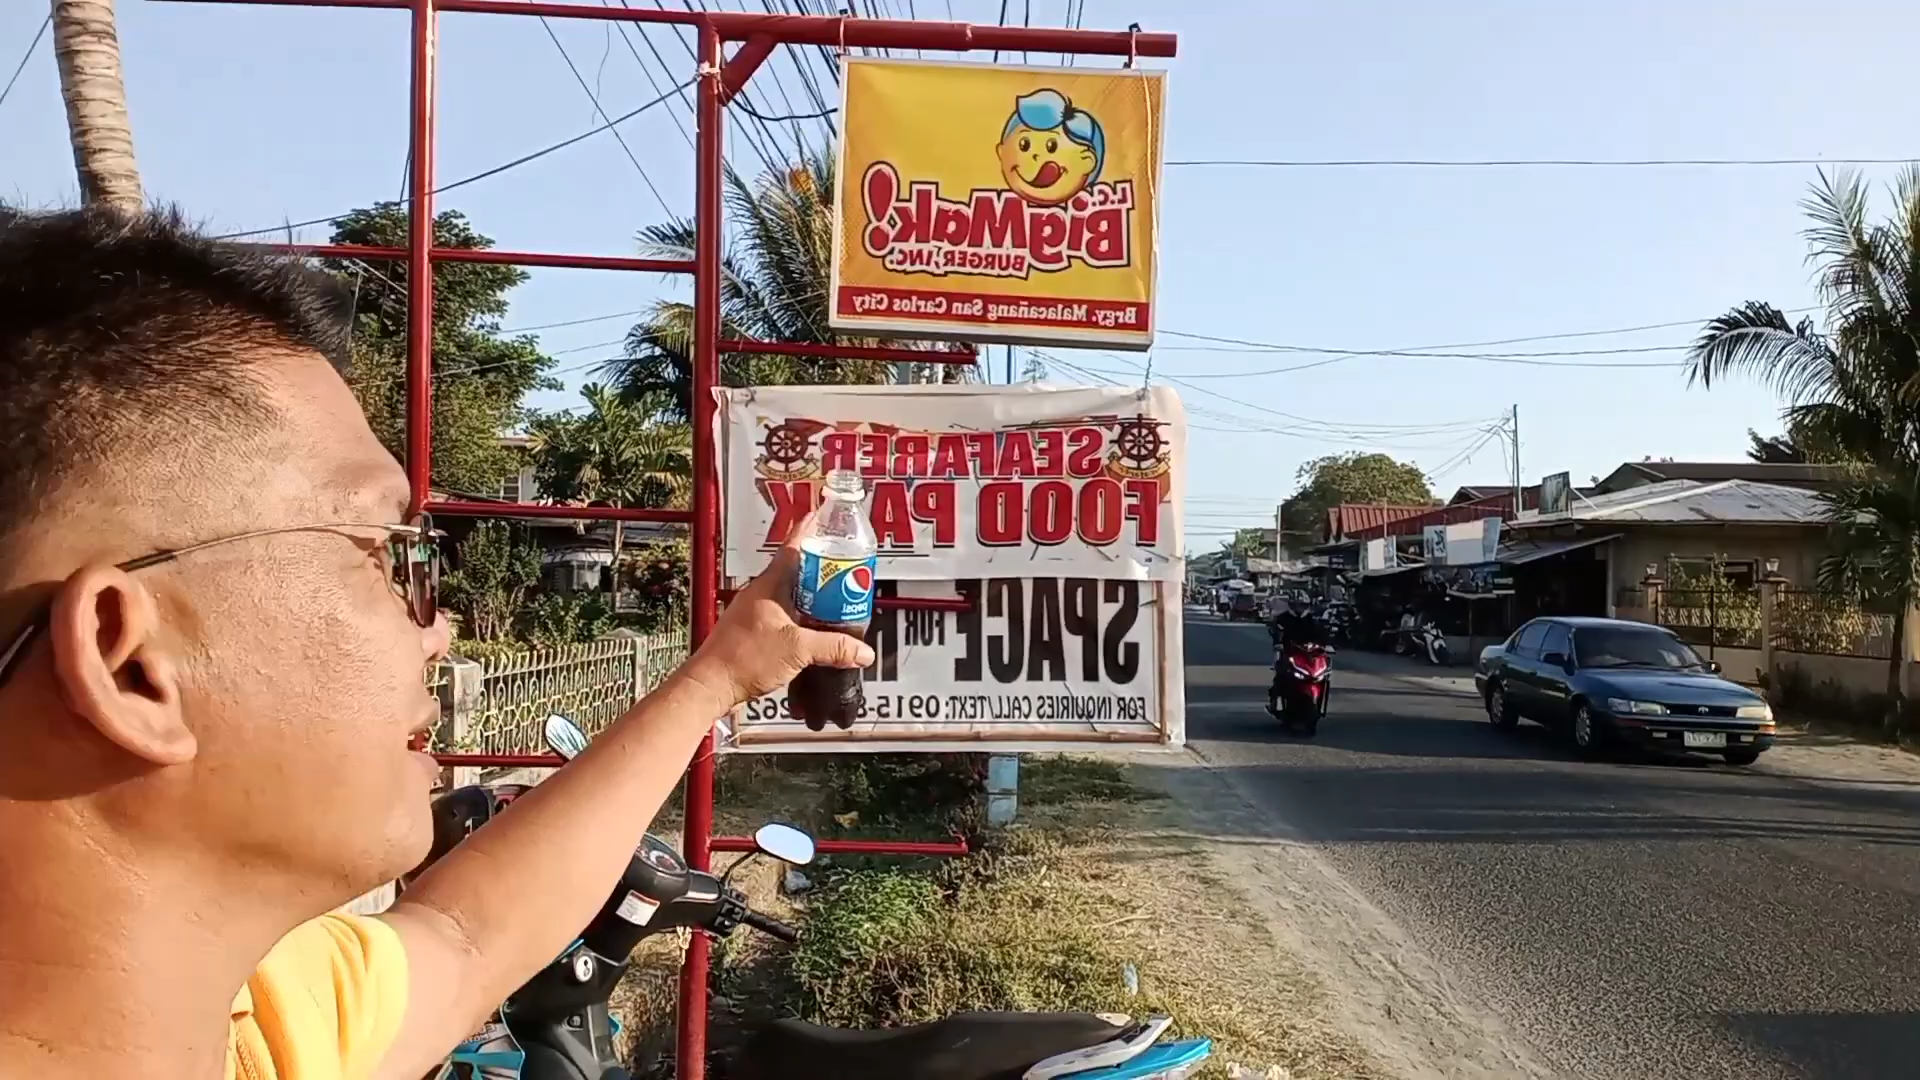 L.C.
BigMak!
BURGER, INC.
Brgy. Malacañang San Carlos City
SEAFARER
FOOD PA K
SPACE FOR
FOR INQUIRIES CALL/TEXT: 0915-8 262
pepsi